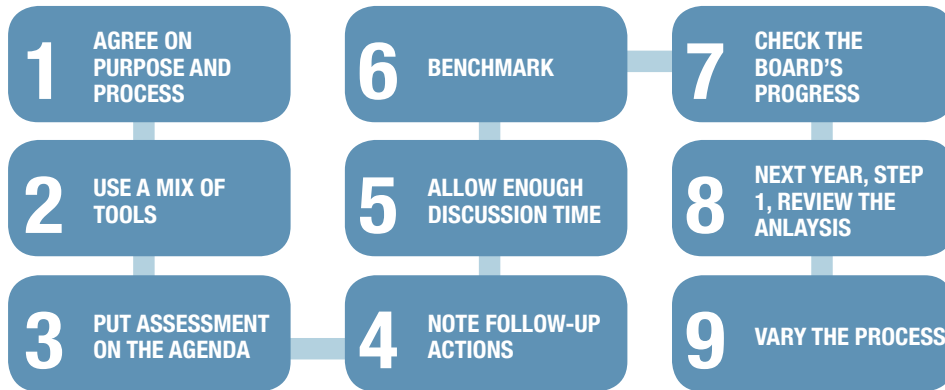 1
AGREE ON
PURPOSE AND
PROCESS
2
USE A MIX OF
TOOLS
3
PUT ASSESSMENT
ON THE AGENDA
4
NOTE FOLLOW-UP
ACTIONS
5
ALLOW ENOUGH
DISCUSSION TIME
6
BENCHMARK
7
CHECK THE
BOARD'S
PROGRESS
8
NEXT YEAR, STEP
1, REVIEW THE
ANLAYSIS
9
VARY THE PROCESS